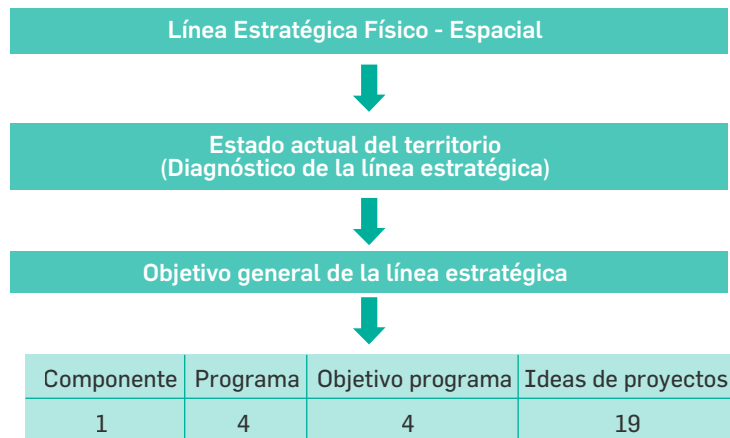 Línea Estratégica Físico - Espacial
Estado actual del territorio
(Diagnóstico de la línea estratégica)
Objetivo general de la línea estratégica
Componente Programa Objetivo programa Ideas de proyectos
1 4 4 19